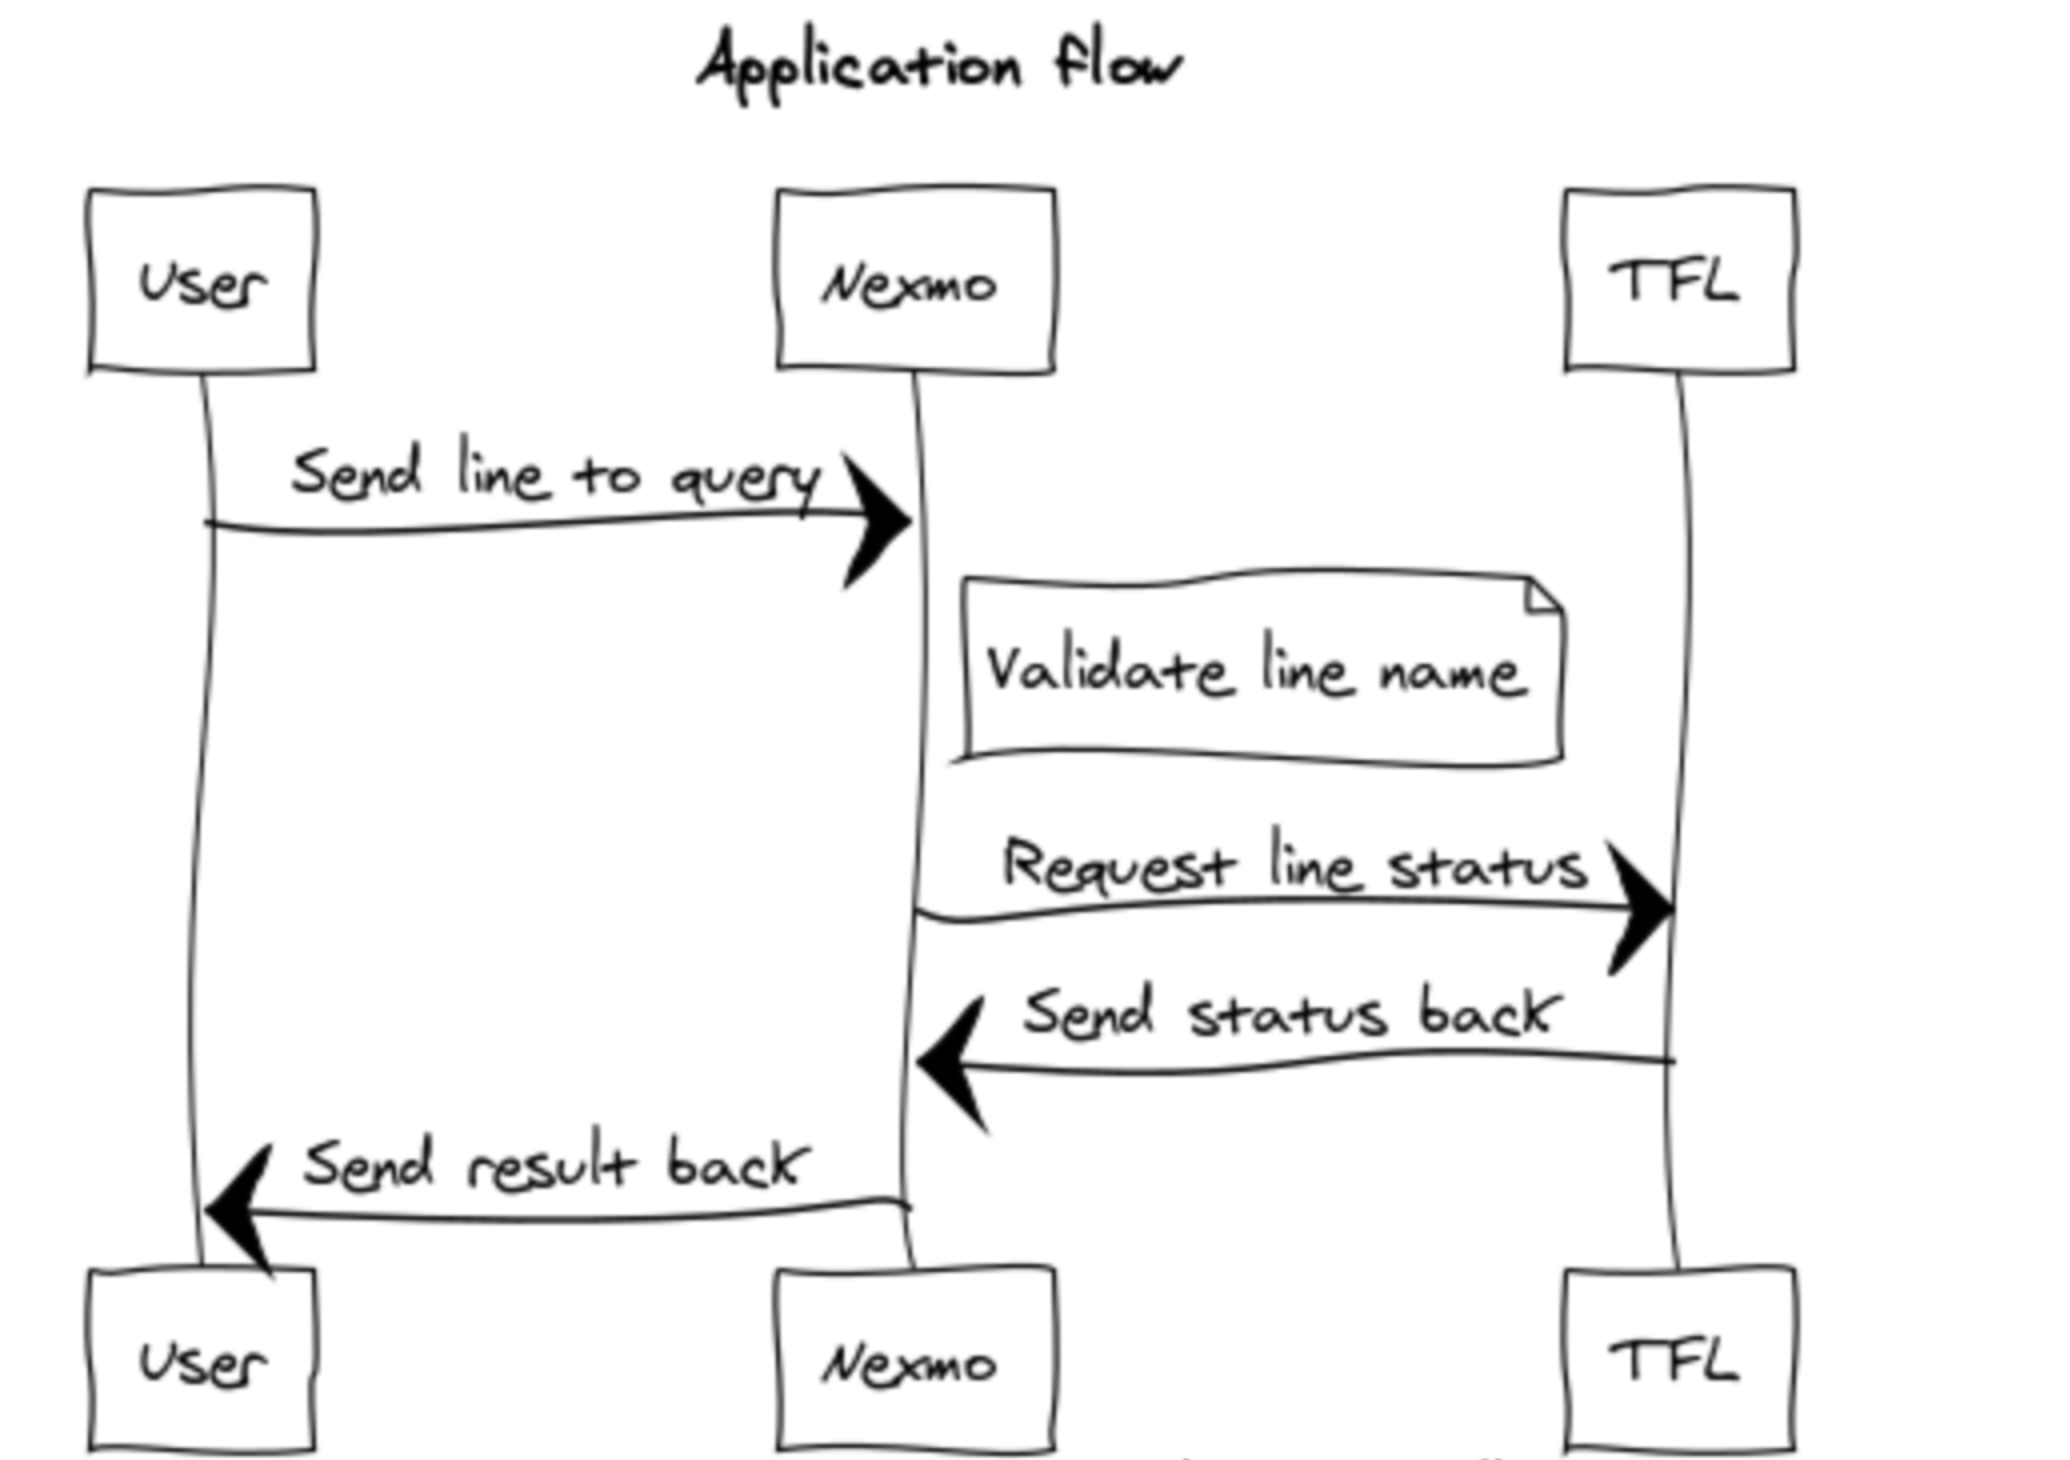 Application flow
User
Nexmo
TFL
Send line to query
Validate line name
Request line status
Send status back
Send result back
User
Nexmo
TFL